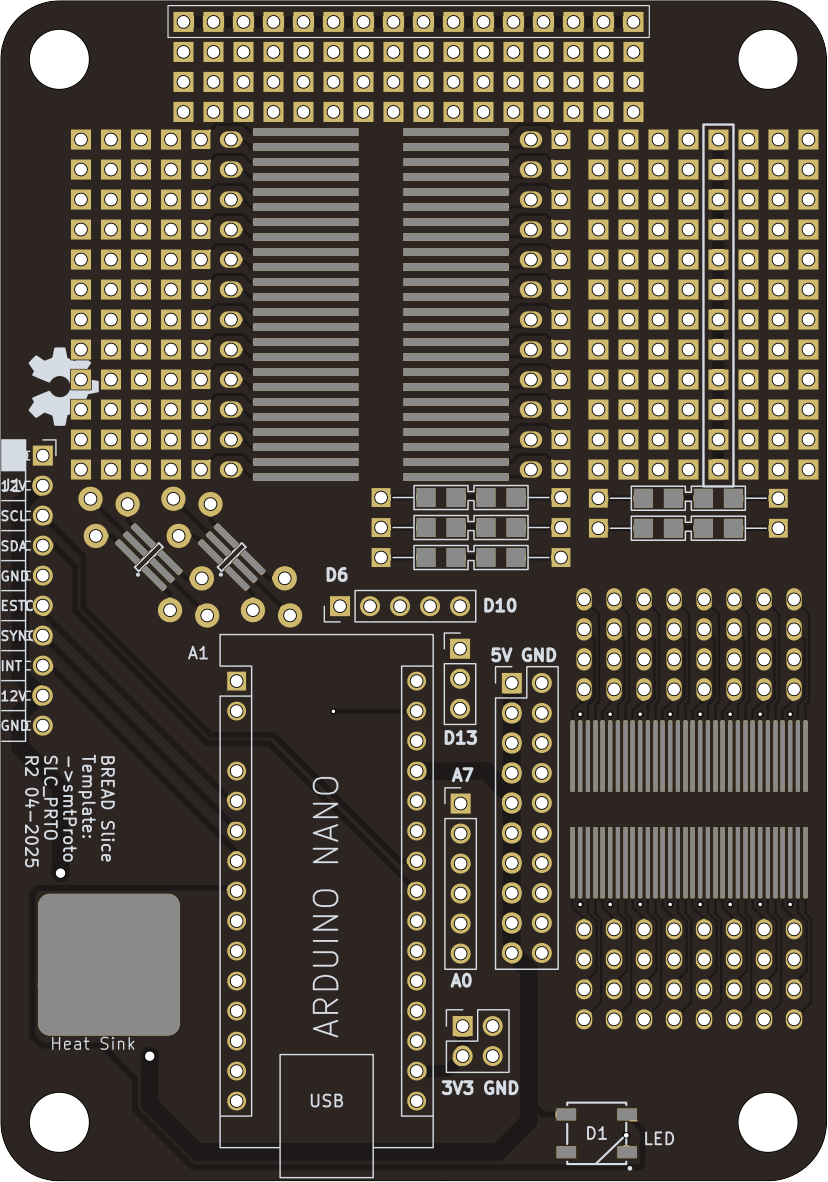 12V
SCL
SDA
GND
EST
SYN
INT
12V
GND
D6
D10
A1
5V GND
D13
A7
BREAD Slice
Template:
->smtProto
SLC_PRTO
R2 04-2025
ARDUINO NANO
A0
Heat Sink
3V3 GND
USB
D1
LED